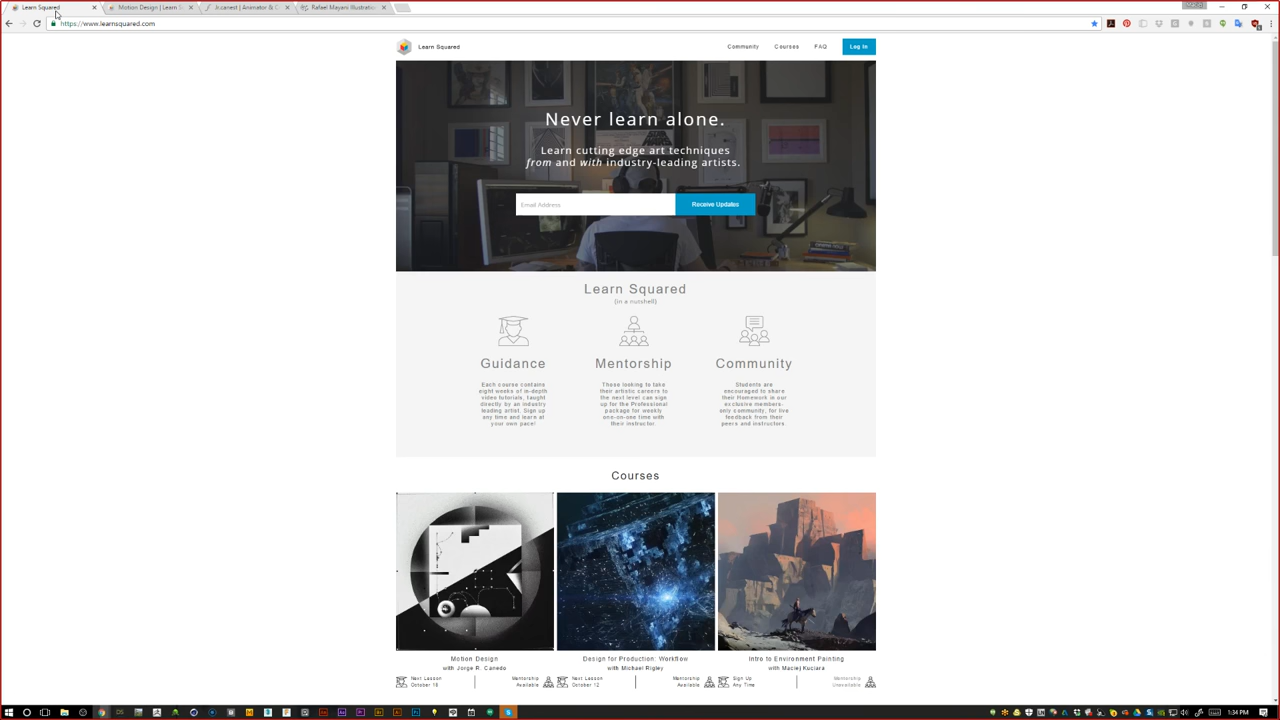 Learn Squared
Motion Design | Learn S
Jr.canest | Animator & C
Rafael Mayani Illustration
https://www.learnsquared.com
Learn Squared
Community
Courses
FAQ
Log In
Never learn alone.
Learn cutting edge art techniques
from and with industry-leading artists.
Email Address
Receive Updates
Learn Squared
(in a nutshell)
Guidance
Each course contains
eight weeks of in-depth
video tutorials, taught
directly by an industry
leading artist. Sign up
any time and learn at
your own pace!
Mentorship
Those looking to take
their artistic careers to
the next level can sign
up for the Professional
package for weekly
one-on-one time with
their instructor.
Community
Students are
encouraged to share
their homework in our
exclusive members-
only community, for live
feedback from their
peers and instructors.
Courses
Motion Design
with Jorge R. Canedo
Next Lesson
October 18
Mentorship
Available
Design for Production: Workflow
with Michael Rigley
Next Lesson
October 12
Mentorship
Available
Intro to Environment Painting
with Maciej Kuciara
Sign Up
Any Time
Mentorship
Unavailable
1:34 PM